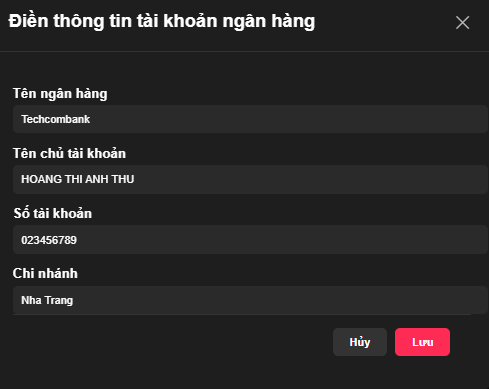 Điền thông tin tài khoản ngân hàng
Tên ngân hàng
Techcombank
Tên chủ tài khoản
HOANG THI ANH THU
Số tài khoản
023456789
Chi nhánh
Nha Trang
Hủy
Lưu